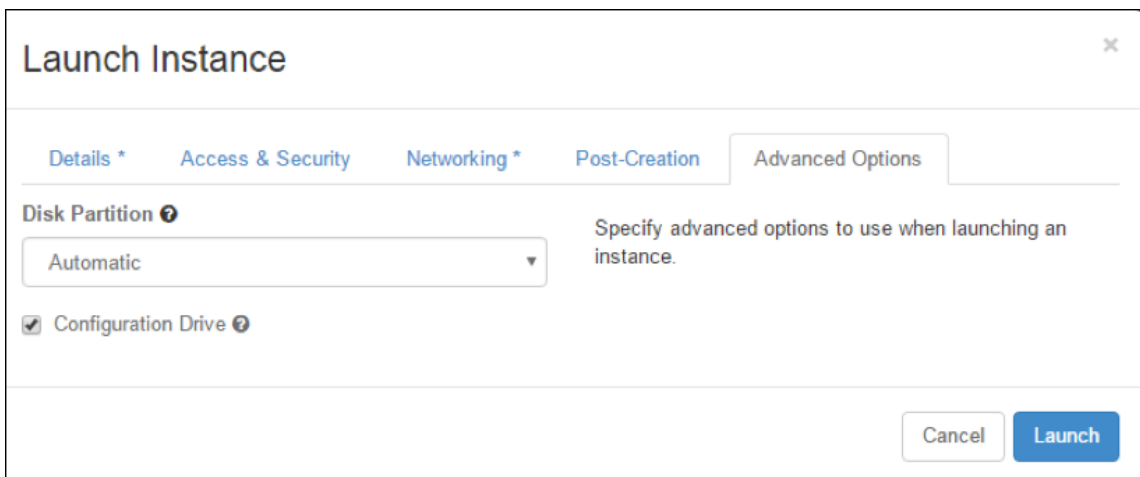 Launch Instance
×
Details * Access & Security Networking * Post-Creation Advanced Options
Disk Partition ?
Specify advanced options to use when launching an
instance.
Automatic
Configuration Drive ?
Cancel Launch